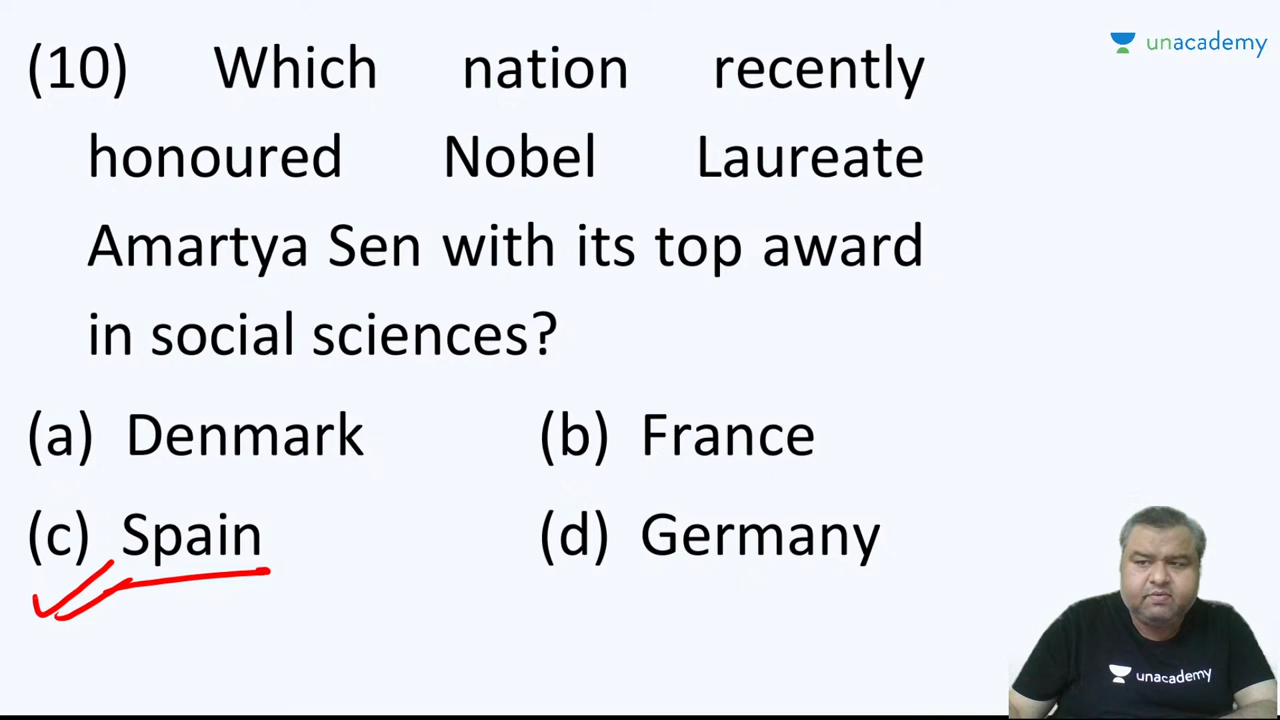 (10) Which nation recently
honoured Nobel Laureate
Amartya Sen with its top award
in social sciences?
(a) Denmark (b) France
(c) Spain (d) Germany
unacademy
unacademy